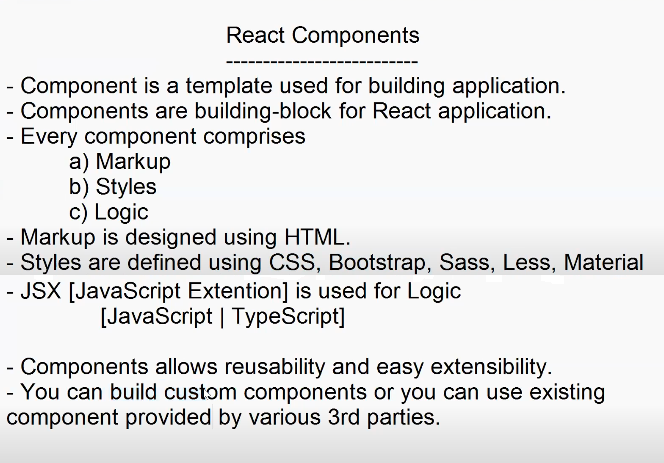 React Components
--------------------------
- Component is a template used for building application.
- Components are building-block for React application.
- Every component comprises
a) Markup
b) Styles
c) Logic
- Markup is designed using HTML.
- Styles are defined using CSS, Bootstrap, Sass, Less, Material
- JSX [JavaScript Extention] is used for Logic
[JavaScript | TypeScript]
- Components allows reusability and easy extensibility.
- You can build custom components or you can use existing
component provided by various 3rd parties.